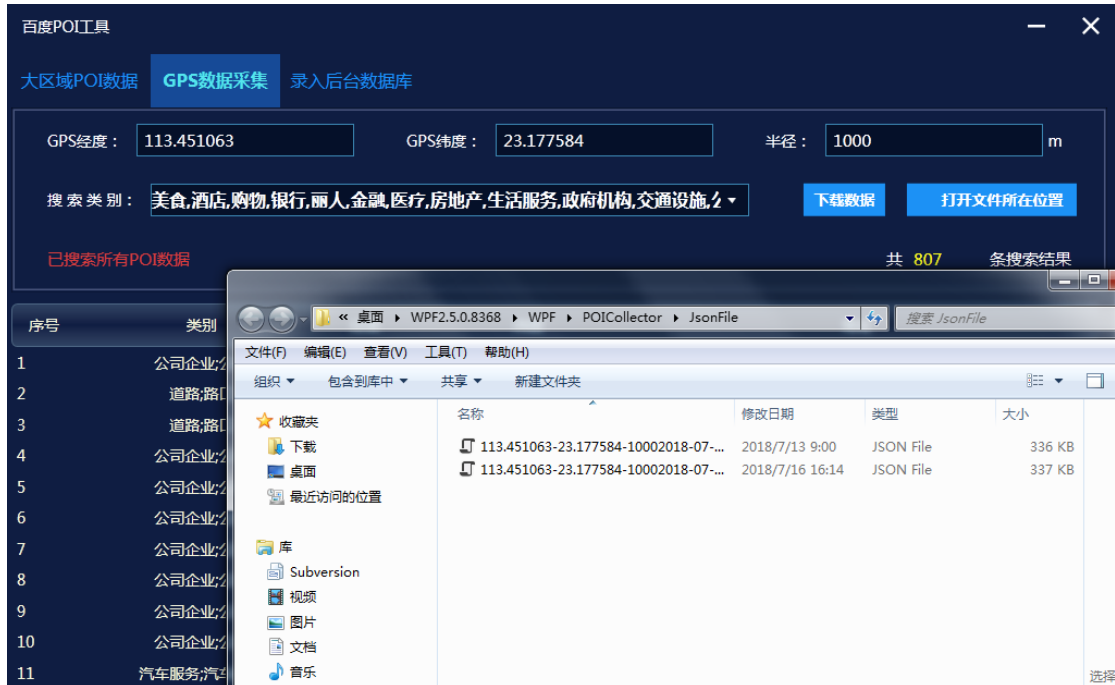 百度POI工具
大区域POI数据 GPS数据采集 录入后台数据库
GPS经度： 113.451063 GPS纬度： 23.177584 半径： 1000 m
搜索类别： 美食,酒店,购物,银行,丽人,金融,医疗,房地产,生活服务,政府机构,交通设施, 下载数据 打开文件所在位置
已搜索所有POI数据 共 807 条搜索结果
« 桌面 WPF2.5.0.8368 WPF POICollector JsonFile 搜索 JsonFile
文件(F) 编辑(E) 查看(V) 工具(T) 帮助(H)
组织 包含到库中 共享 新建文件夹
名称 修改日期 类型 大小
113.451063-23.177584-10002018-07-... 2018/7/13 9:00 JSON File 336 KB
113.451063-23.177584-10002018-07-... 2018/7/16 16:14 JSON File 337 KB
收藏夹
下载
桌面
最近访问的位置
库
Subversion
视频
图片
文档
音乐
选择
序号 类别
1 公司企业;
2 道路;路
3 道路;路
4 公司企业;
5 公司企业;
6 公司企业;
7 公司企业;
8 公司企业;
9 公司企业;
10 公司企业;
11 汽车服务;汽车